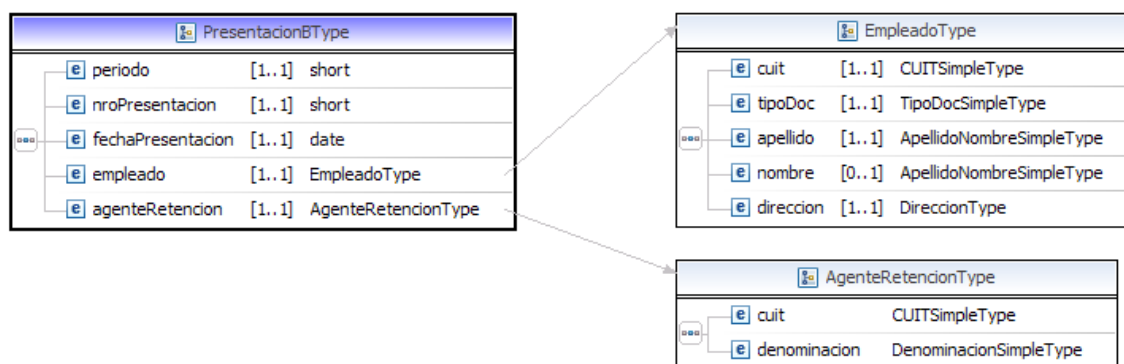 PresentacionBType
e periodo [1..1] short
e nroPresentacion [1..1] short
e fechaPresentacion [1..1] date
e empleado [1..1] EmpleadoType
e agenteRetencion [1..1] AgenteRetencionType
EmpleadoType
e cuit [1..1] CUITSimpleType
e tipoDoc [1..1] TipoDocSimpleType
e apellido [1..1] ApellidoNombreSimpleType
e nombre [0..1] ApellidoNombreSimpleType
e direccion [1..1] DireccionType
AgenteRetencionType
e cuit CUITSimpleType
e denominacion DenominacionSimpleType